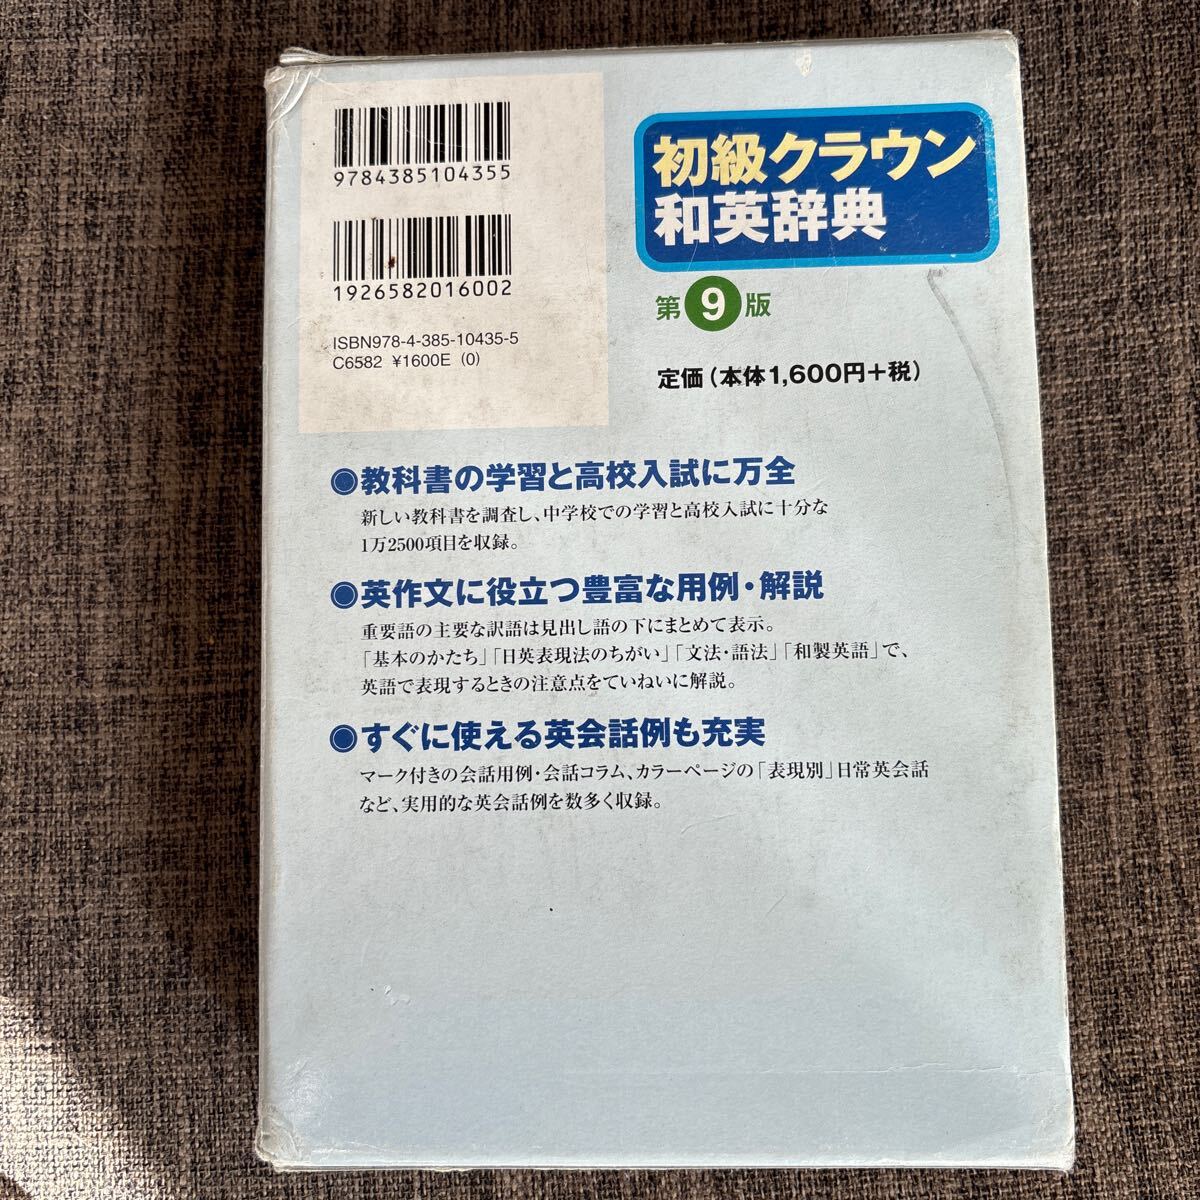 9784385104355
1926582016002
ISBN978-4-385-10435-5
C6582 ¥1600E (0)
初級クラウン
和英辞典
第9版
定価(本体1,600円+税)
◉教科書の学習と高校入試に万全
新しい教科書を調査し、中学校での学習と高校入試に十分な
1万2500項目を収録。
◉英作文に役立つ豊富な用例・解説
重要語の主要な訳語は見出し語の下にまとめて表示。
「基本のかたち」「日英表現法のちがい」「文法・語法」「和製英語」で、
英語で表現するときの注意点をていねいに解説。
◉すぐに使える英会話例も充実
マーク付きの会話用例・会話コラム、カラーページの「表現別」日常英会話
など、実用的な英会話例を数多く収録。